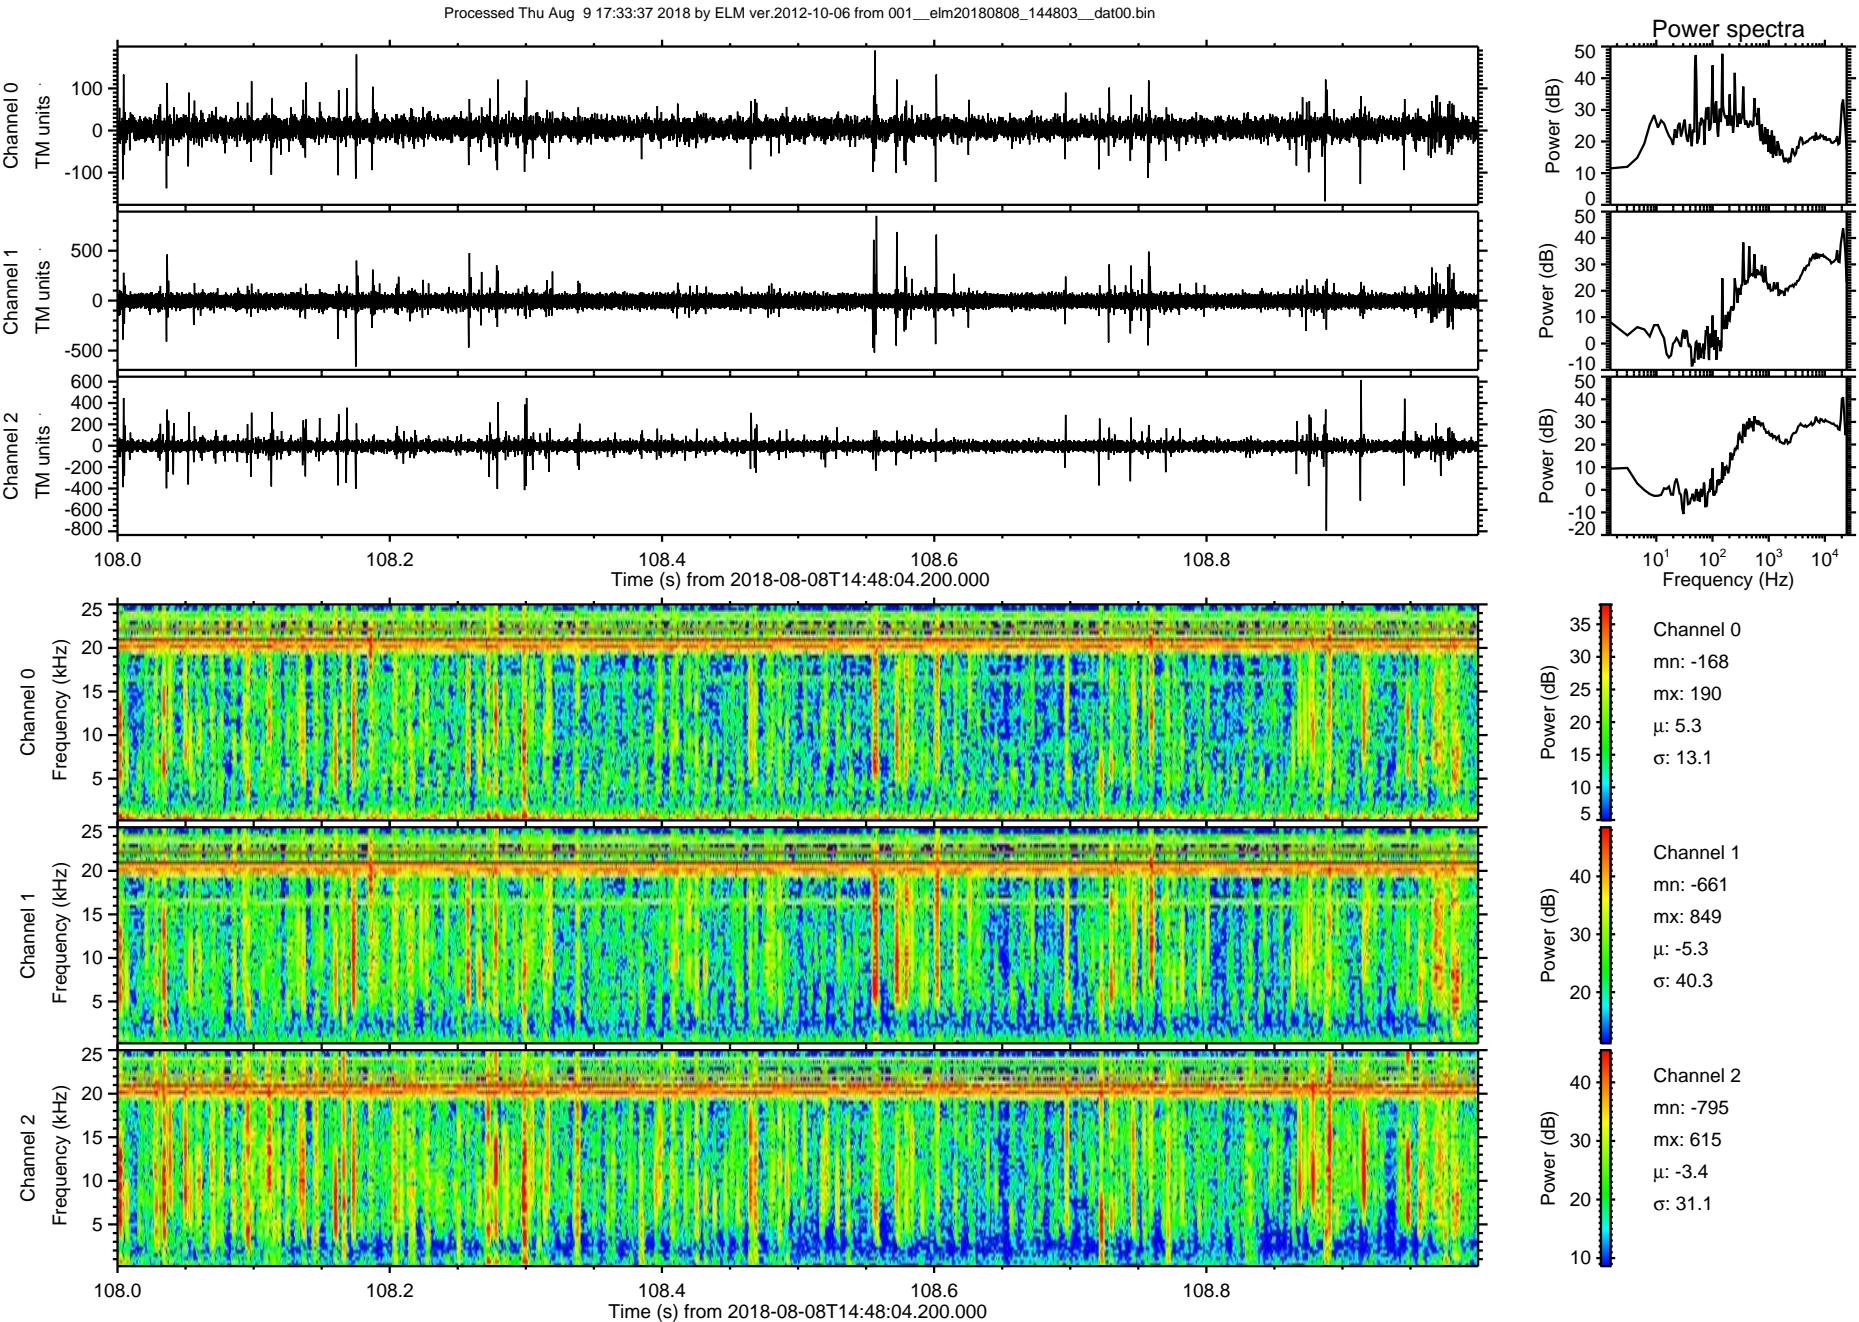 Processed Thu Aug  9 17:33:37 2018 by ELM ver.2012-10-06 from 001__elm20180808_144803__dat00.bin
Power spectra
Channel 0
TM units
100
0
-100
Power (dB)
50
40
30
20
10
0
Channel 1
TM units
500
0
-500
Power (dB)
50
40
30
20
10
0
-10
Channel 2
TM units
600
400
200
0
-200
-400
-600
-800
Power (dB)
50
40
30
20
10
0
-10
-20
108.0 108.2 108.4 108.6 108.8
Time (s) from 2018-08-08T14:48:04.200.000
10^1 10^2 10^3 10^4
Frequency (Hz)
Channel 0
Frequency (kHz)
25
20
15
10
5
Power (dB)
35
30
25
20
15
10
5
Channel 0
mn: -168
mx: 190
μ: 5.3
σ: 13.1
Channel 1
Frequency (kHz)
25
20
15
10
5
Power (dB)
40
30
20
Channel 1
mn: -661
mx: 849
μ: -5.3
σ: 40.3
Channel 2
Frequency (kHz)
25
20
15
10
5
Power (dB)
40
30
20
10
Channel 2
mn: -795
mx: 615
μ: -3.4
σ: 31.1
108.0 108.2 108.4 108.6 108.8
Time (s) from 2018-08-08T14:48:04.200.000